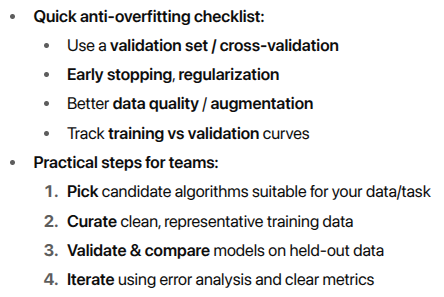 • Quick anti-overfitting checklist:
• Use a validation set / cross-validation
• Early stopping, regularization
• Better data quality / augmentation
• Track training vs validation curves
• Practical steps for teams:
1. Pick candidate algorithms suitable for your data/task
2. Curate clean, representative training data
3. Validate & compare models on held-out data
4. Iterate using error analysis and clear metrics